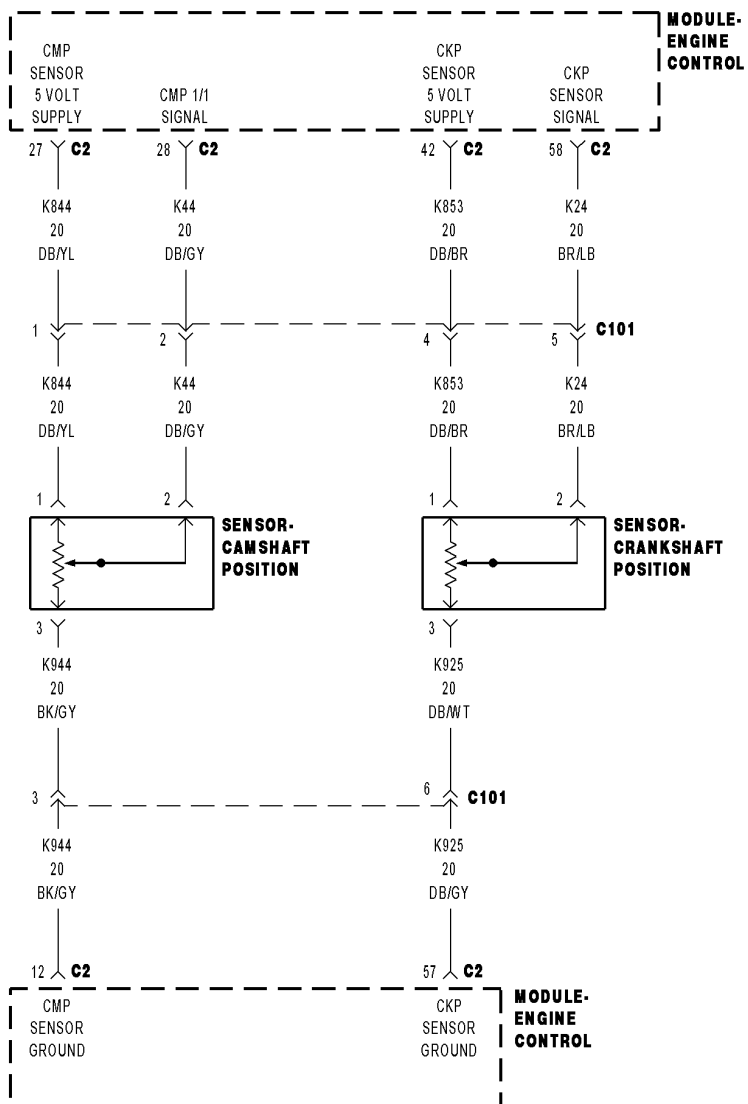 MODULE-
ENGINE
CONTROL
CMP
SENSOR
5 VOLT
SUPPLY
CMP 1/1
SIGNAL
CKP
SENSOR
5 VOLT
SUPPLY
CKP
SENSOR
SIGNAL
27 C2 28 C2 42 C2 58 C2
K844 K44 K853 K24
20 20 20 20
DB/YL DB/GY DB/BR BR/LB
1 2 4 5 C101
K844 K44 K853 K24
20 20 20 20
DB/YL DB/GY DB/BR BR/LB
1 2 1 2
SENSOR-
CAMSHAFT
POSITION
SENSOR-
CRANKSHAFT
POSITION
3 3
K944 K925
20 20
BK/GY DB/WT
3 6 C101
K944 K925
20 20
BK/GY DB/GY
12 C2 57 C2
CMP
SENSOR
GROUND
CKP
SENSOR
GROUND
MODULE-
ENGINE
CONTROL